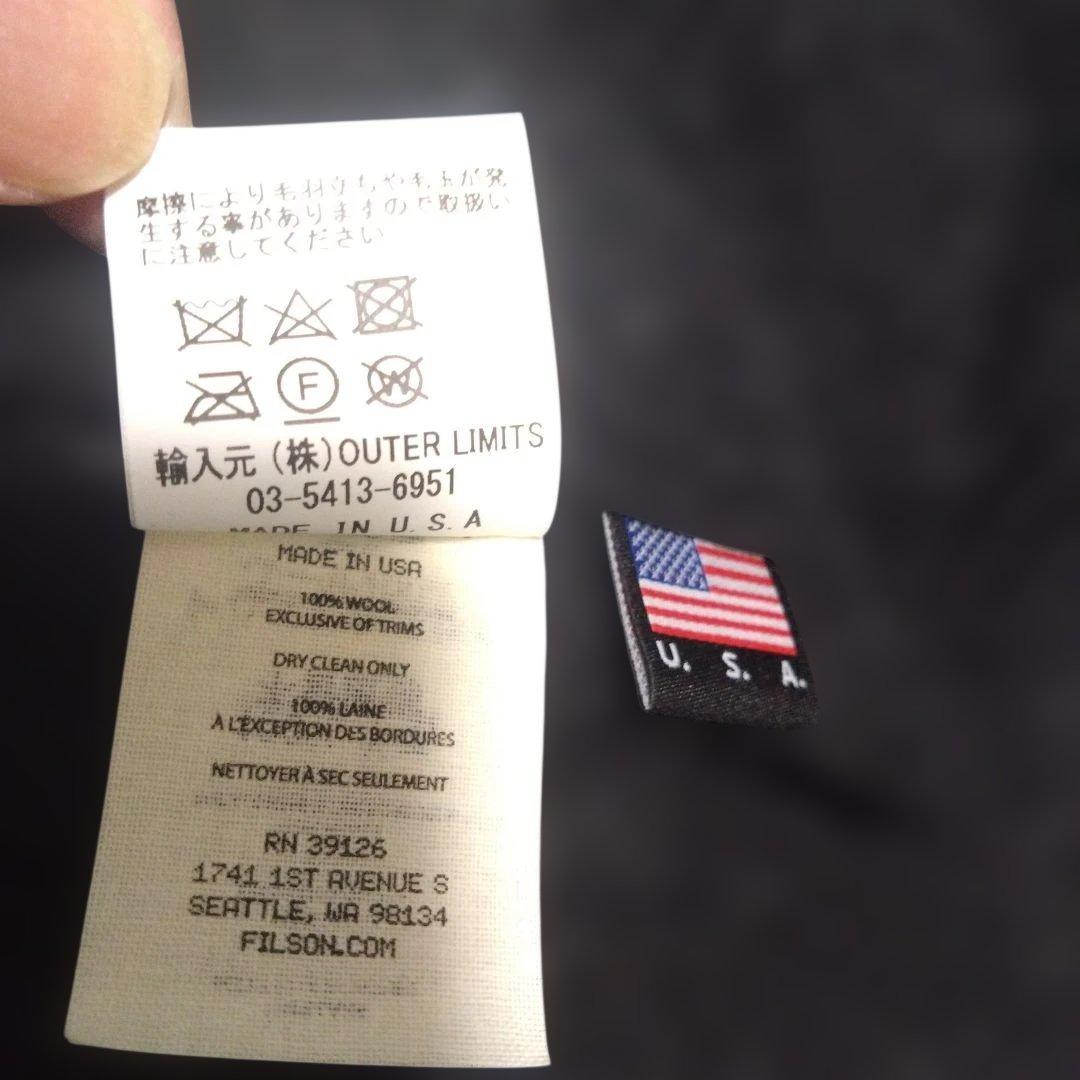 摩擦により毛羽立ちや毛玉が発
生する事がありますので取扱い
に注意してください
F
W
輸入元 (株)OUTER LIMITS
03-5413-6951
MADE IN U.S.A
MADE IN USA
100% WOOL
EXCLUSIVE OF TRIMS
DRY CLEAN ONLY
100% LAINE
À L'EXCEPTION DES BORDURES
NETTOYER À SEC SEULEMENT
RN 39126
1741 1ST AVENUE S
SEATTLE, WA 98134
FILSON.COM
U. S. A.